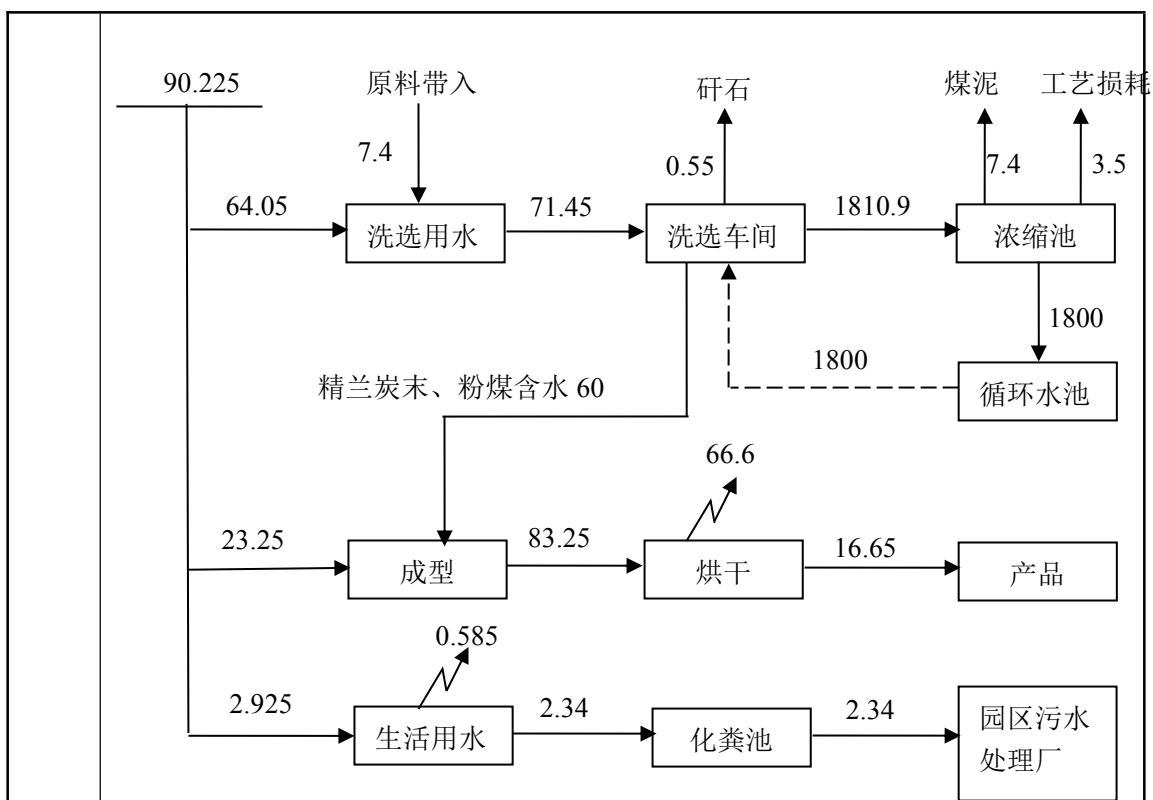 90.225
原料带入
矸石
煤泥
工艺损耗
7.4
0.55
7.4
3.5
64.05
洗选用水
71.45
洗选车间
1810.9
浓缩池
1800
1800
循环水池
精兰炭末、粉煤含水 60
66.6
23.25
成型
83.25
烘干
16.65
产品
0.585
2.925
生活用水
2.34
化粪池
2.34
园区污水
处理厂